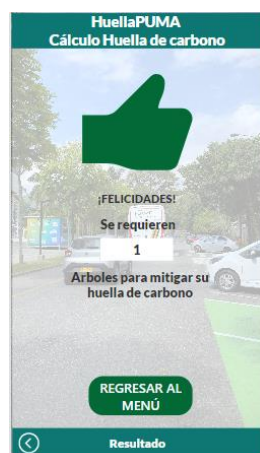 HuellaPUMA
Cálculo Huella de carbono
¡FELICIDADES!
Se requieren
1
Arboles para mitigar su
huella de carbono
REGRESAR AL
MENÚ
Resultado